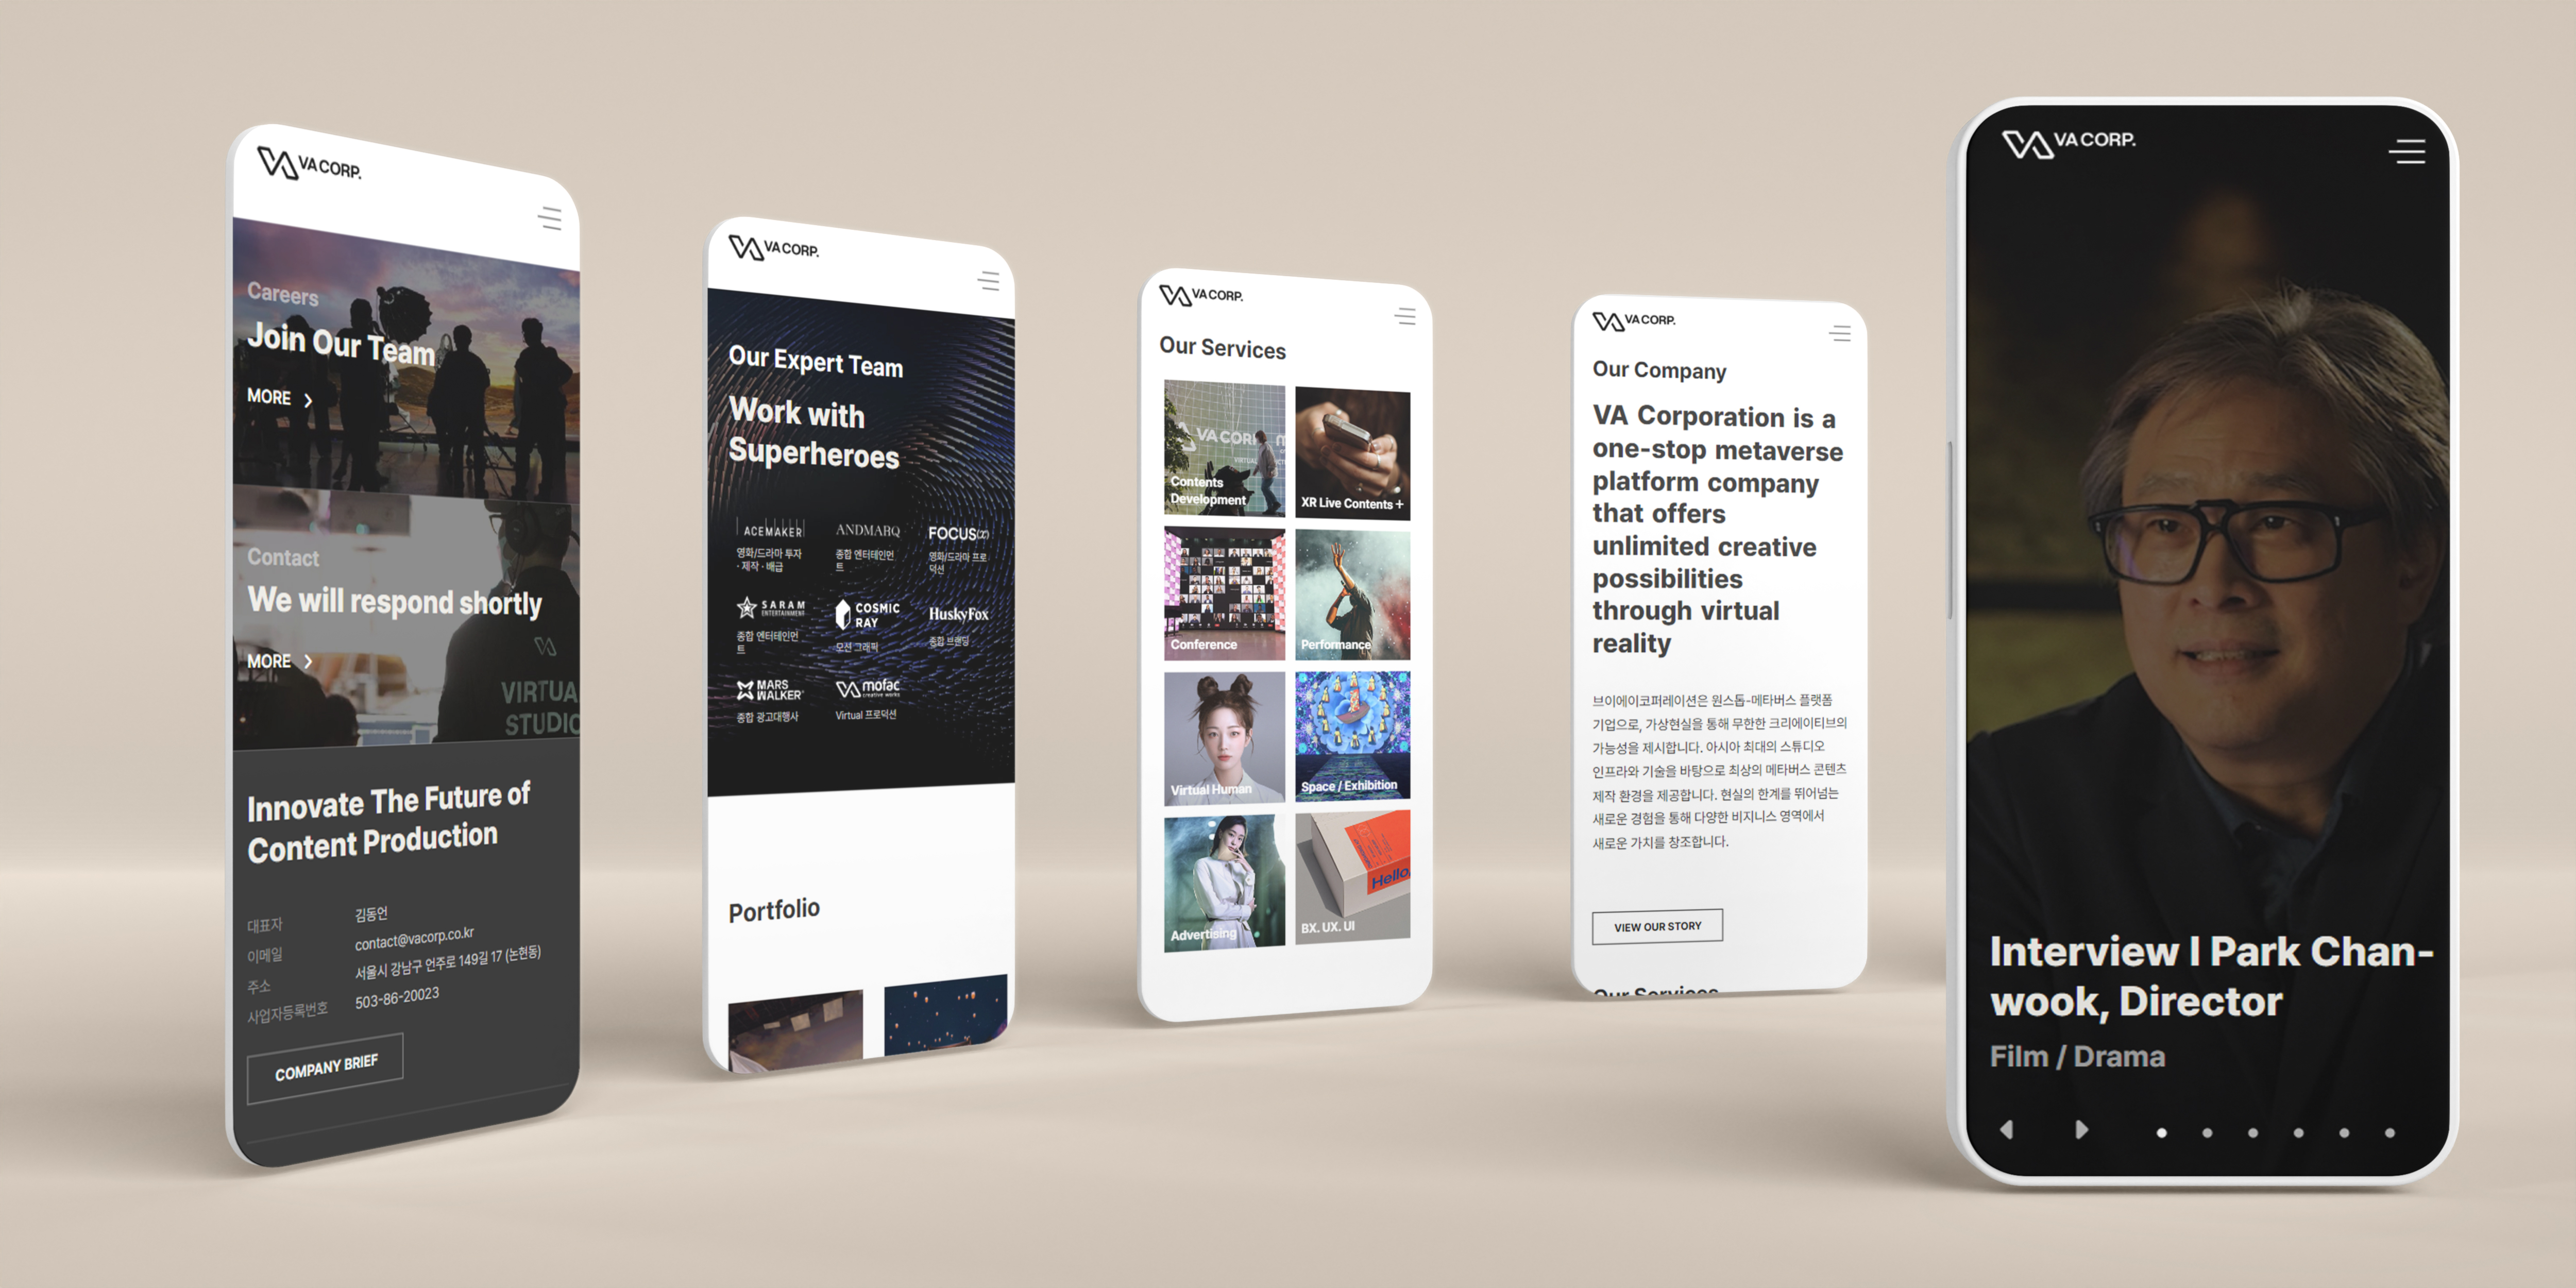 VA CORP.
Careers
Join Our Team
MORE
Contact
We will respond shortly
MORE
VIRTUA
STUDIO
Innovate The Future of
Content Production
대표자 김동언
이메일 contact@vacorp.co.kr
주소 서울시 강남구 언주로 149길 17 (논현동)
사업자등록번호 503-86-20023
COMPANY BRIEF
VA CORP.
Our Expert Team
Work with
Superheroes
ACEMAKER
영화/드라마 투자
· 제작 · 배급
ANDMARQ
종합 엔터테인먼
트
FOCUSX
영화/드라마 프로
덕션
SARAM
ENTERTAINMENT
종합 엔터테인먼
트
COSMIC
RAY
모션 그래픽
HuskyFox
종합 브랜딩
MARS
WALKER
종합 광고대행사
mofac
creative works
Virtual 프로덕션
Portfolio
VA CORP.
Our Services
VA CORP
Contents
Development
XR Live Contents +
Conference
Performance
Virtual Human
Space / Exhibition
Advertising
Hello
BX. UX. UI
VA CORP.
Our Company
VA Corporation is a
one-stop metaverse
platform company
that offers
unlimited creative
possibilities
through virtual
reality
브이에이코퍼레이션은 원스톱-메타버스 플랫폼
기업으로, 가상현실을 통해 무한한 크리에이티브의
가능성을 제시합니다. 아시아 최대의 스튜디오
인프라와 기술을 바탕으로 최상의 메타버스 콘텐츠
제작 환경을 제공합니다. 현실의 한계를 뛰어넘는
새로운 경험을 통해 다양한 비지니스 영역에서
새로운 가치를 창조합니다.
VIEW OUR STORY
Our Services
VA CORP.
Interview I Park Chan-
wook, Director
Film / Drama